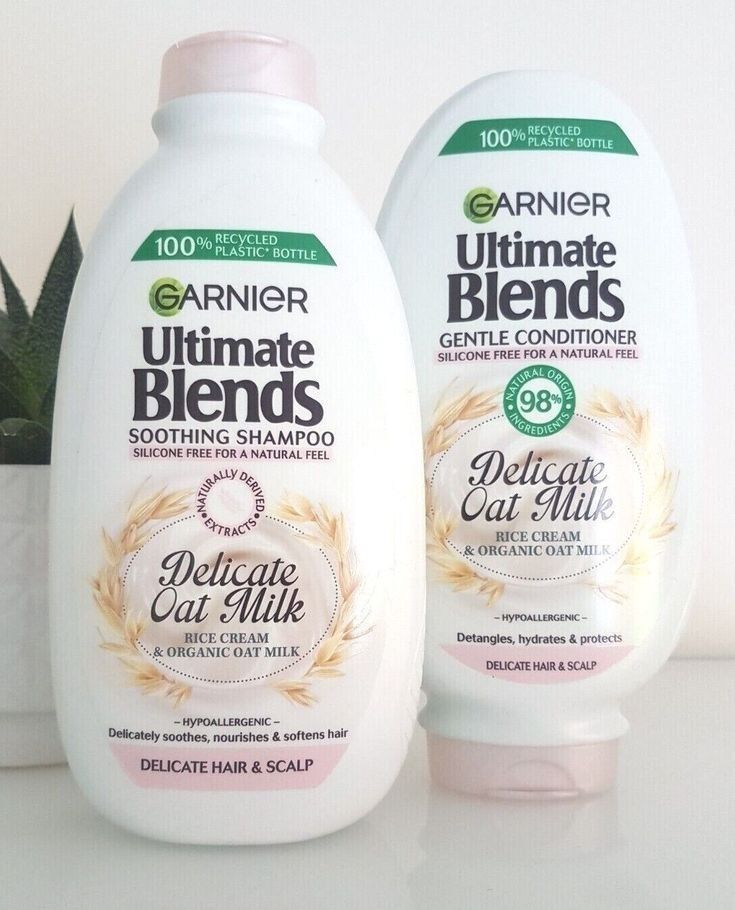 100% RECYCLED
PLASTIC* BOTTLE
GARNIER
Ultimate
Blends
SOOTHING SHAMPOO
SILICONE FREE FOR A NATURAL FEEL
NATURALLY DERIVED
• EXTRACTS •
Delicate
Oat Milk
RICE CREAM
& ORGANIC OAT MILK
– HYPOALLERGENIC –
Delicately soothes, nourishes & softens hair
DELICATE HAIR & SCALP
100% RECYCLED
PLASTIC* BOTTLE
GARNIER
Ultimate
Blends
GENTLE CONDITIONER
SILICONE FREE FOR A NATURAL FEEL
NATURAL ORIGIN
98%
• INGREDIENTS •
Delicate
Oat Milk
RICE CREAM
& ORGANIC OAT MILK
– HYPOALLERGENIC –
Detangles, hydrates & protects
DELICATE HAIR & SCALP